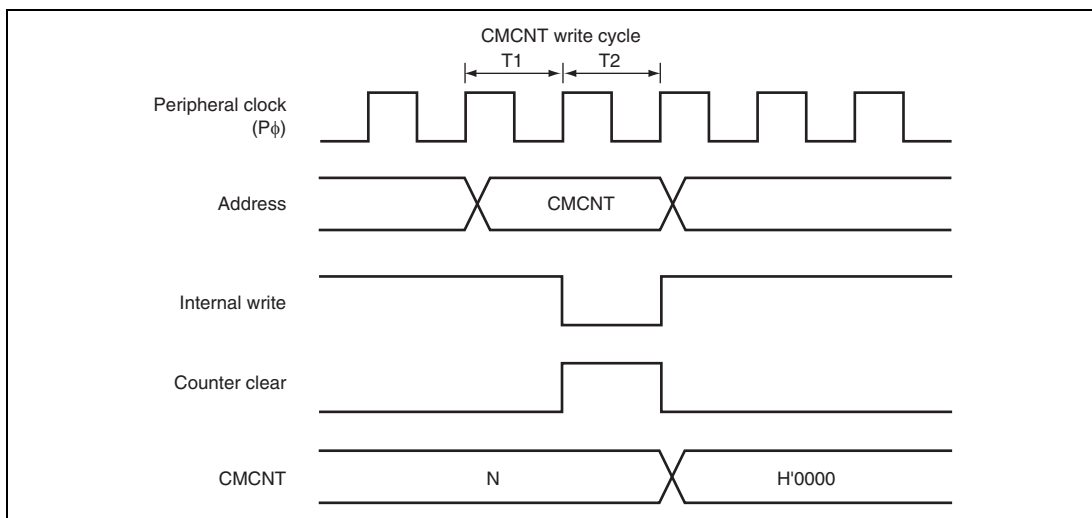 CMCNT write cycle
T1 T2
Peripheral clock
(Pϕ)
Address CMCNT
Internal write
Counter clear
CMCNT N H'0000